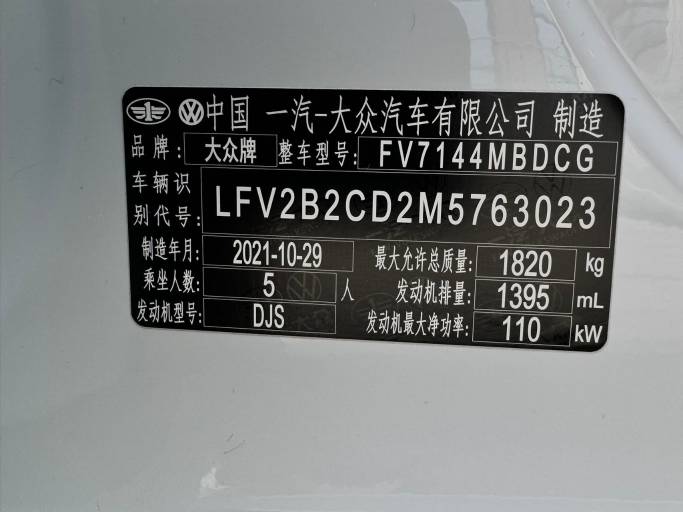 中国 一汽-大众汽车有限公司 制造
品牌: 大众牌 整车型号: FV7144MBDCG
车辆识别代号: LFV2B2CD2M5763023
制造年月: 2021-10-29 最大允许总质量: 1820 kg
乘坐人数: 5 人 发动机排量: 1395 mL
发动机型号: DJS 发动机最大净功率: 110 kW